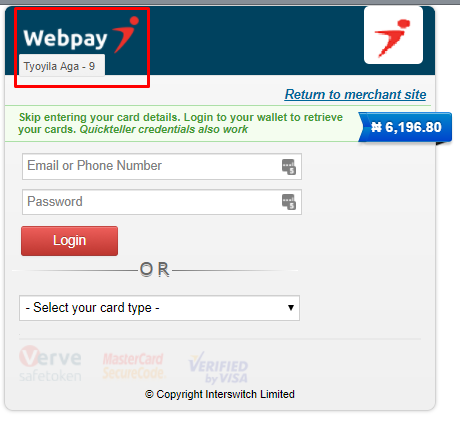 Webpay
Tyoyila Aga - 9
Return to merchant site
Skip entering your card details. Login to your wallet to retrieve
your cards. Quickteller credentials also work
₦ 6,196.80
Email or Phone Number
Password
Login
OR
- Select your card type -
Verve
safetoken
MasterCard
SecureCode
VERIFIED
by VISA
© Copyright Interswitch Limited